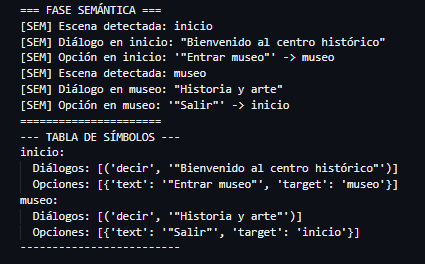 === FASE SEMÁNTICA ===
[SEM] Escena detectada: inicio
[SEM] Diálogo en inicio: "Bienvenido al centro histórico"
[SEM] Opción en inicio: '"Entrar museo"' -> museo
[SEM] Escena detectada: museo
[SEM] Diálogo en museo: "Historia y arte"
[SEM] Opción en museo: '"Salir"' -> inicio
======================
--- TABLA DE SÍMBOLOS ---
inicio:
  Diálogos: [('decir', '"Bienvenido al centro histórico"')]
  Opciones: [{'text': '"Entrar museo"', 'target': 'museo'}]
museo:
  Diálogos: [('decir', '"Historia y arte"')]
  Opciones: [{'text': '"Salir"', 'target': 'inicio'}]
-------------------------